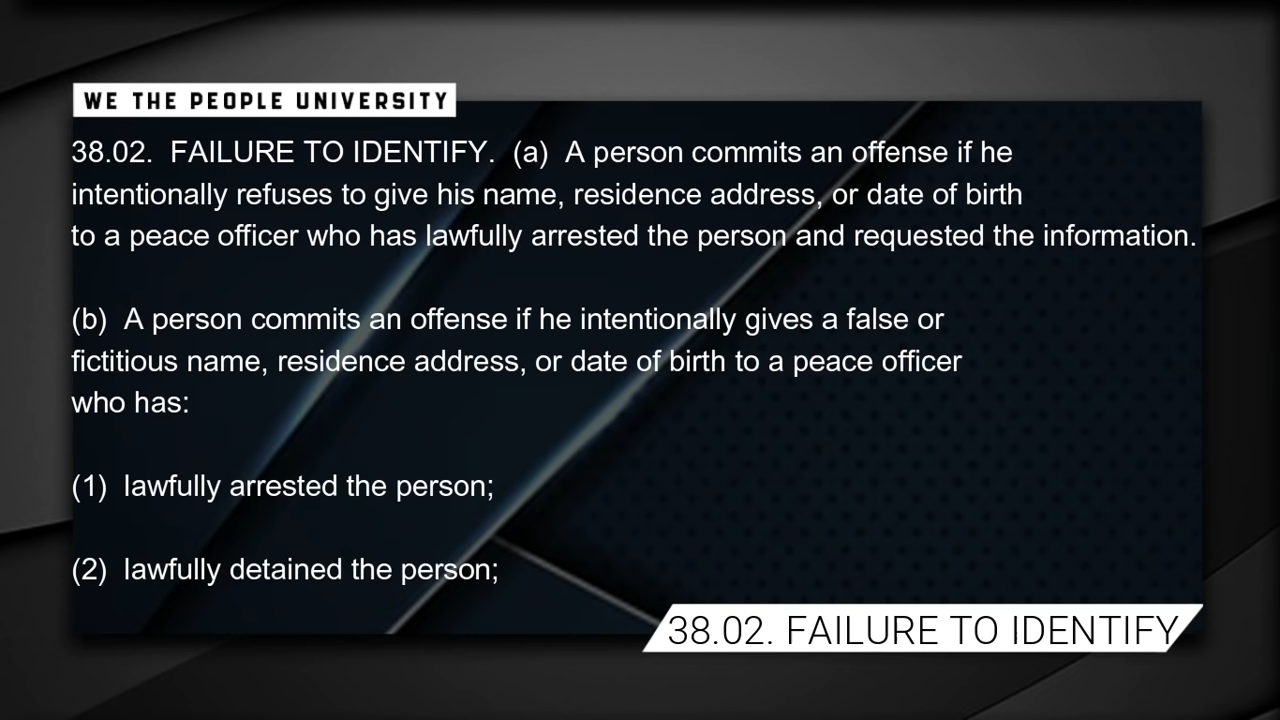 WE THE PEOPLE UNIVERSITY
38.02.  FAILURE TO IDENTIFY.  (a)  A person commits an offense if he
intentionally refuses to give his name, residence address, or date of birth
to a peace officer who has lawfully arrested the person and requested the information.
(b)  A person commits an offense if he intentionally gives a false or
fictitious name, residence address, or date of birth to a peace officer
who has:
(1)  lawfully arrested the person;
(2)  lawfully detained the person;
38.02. FAILURE TO IDENTIFY